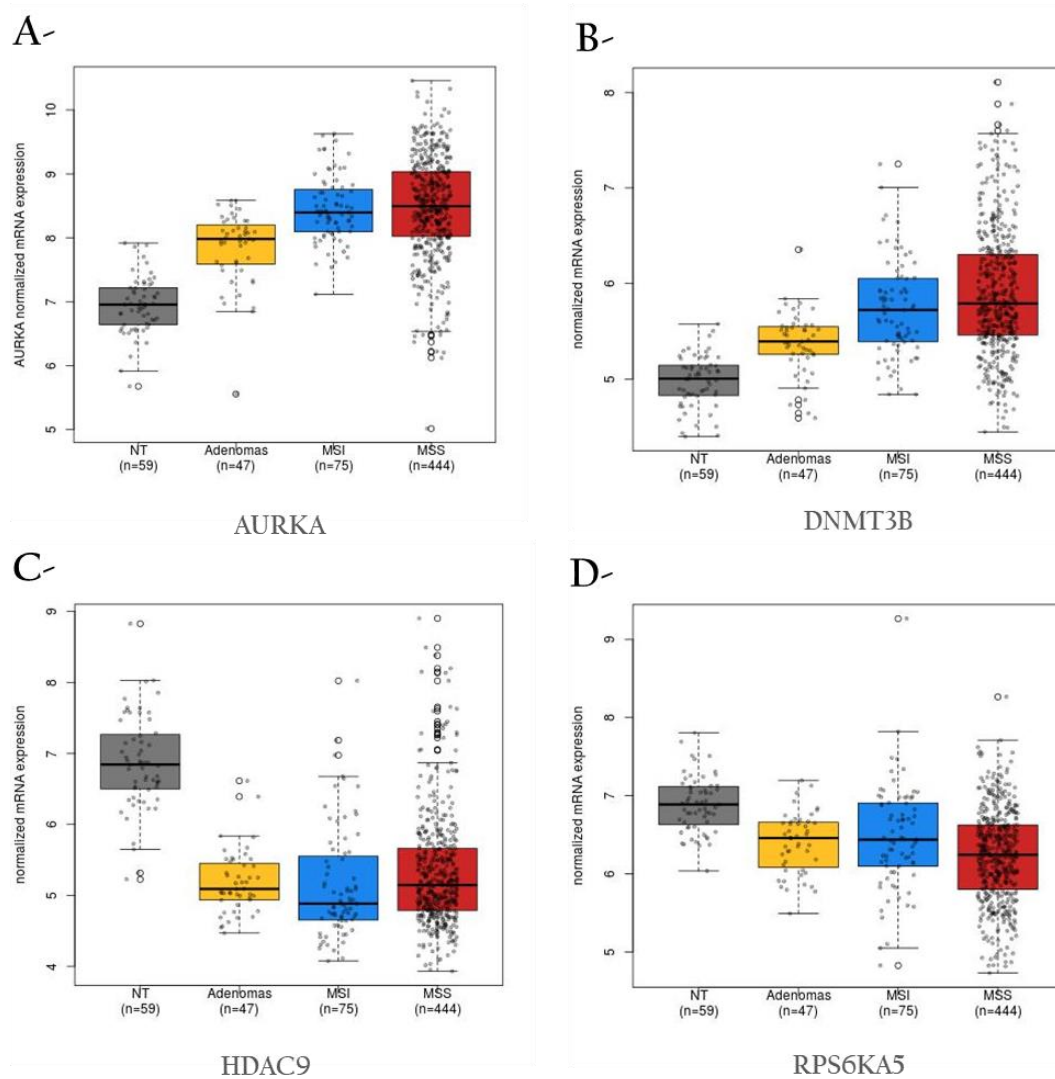 A-
AURKA normalized mRNA expression
10
9
8
7
6
5
NT Adenomas MSI MSS
(n=59) (n=47) (n=75) (n=444)
AURKA
B-
normalized mRNA expression
8
7
6
5
NT Adenomas MSI MSS
(n=59) (n=47) (n=75) (n=444)
DNMT3B
C-
normalized mRNA expression
9
8
7
6
5
4
NT Adenomas MSI MSS
(n=59) (n=47) (n=75) (n=444)
HDAC9
D-
normalized mRNA expression
9
8
7
6
5
NT Adenomas MSI MSS
(n=59) (n=47) (n=75) (n=444)
RPS6KA5